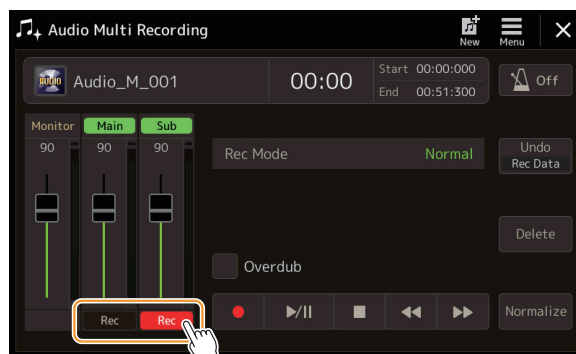 Audio Multi Recording
New
Menu
AUDIO
Audio_M_001
00:00
Start 00:00:000
End 00:51:300
Off
Monitor Main Sub
90 90 90
Rec Mode Normal
Undo
Rec Data
Delete
Overdub
Rec Rec
Normalize